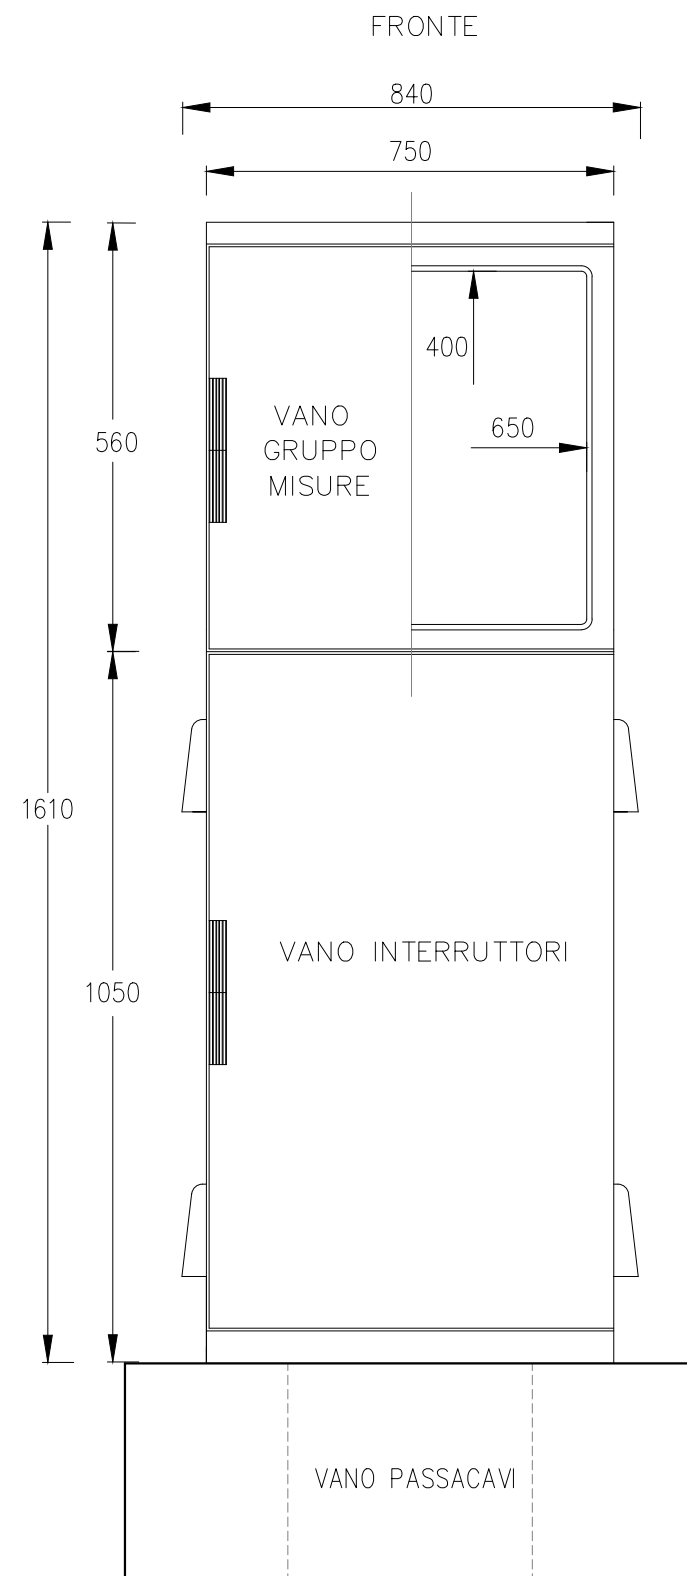 FRONTE
840
750
400
650
VANO
GRUPPO
MISURE
560
1610
VANO INTERRUTTORI
1050
VANO PASSACAVI